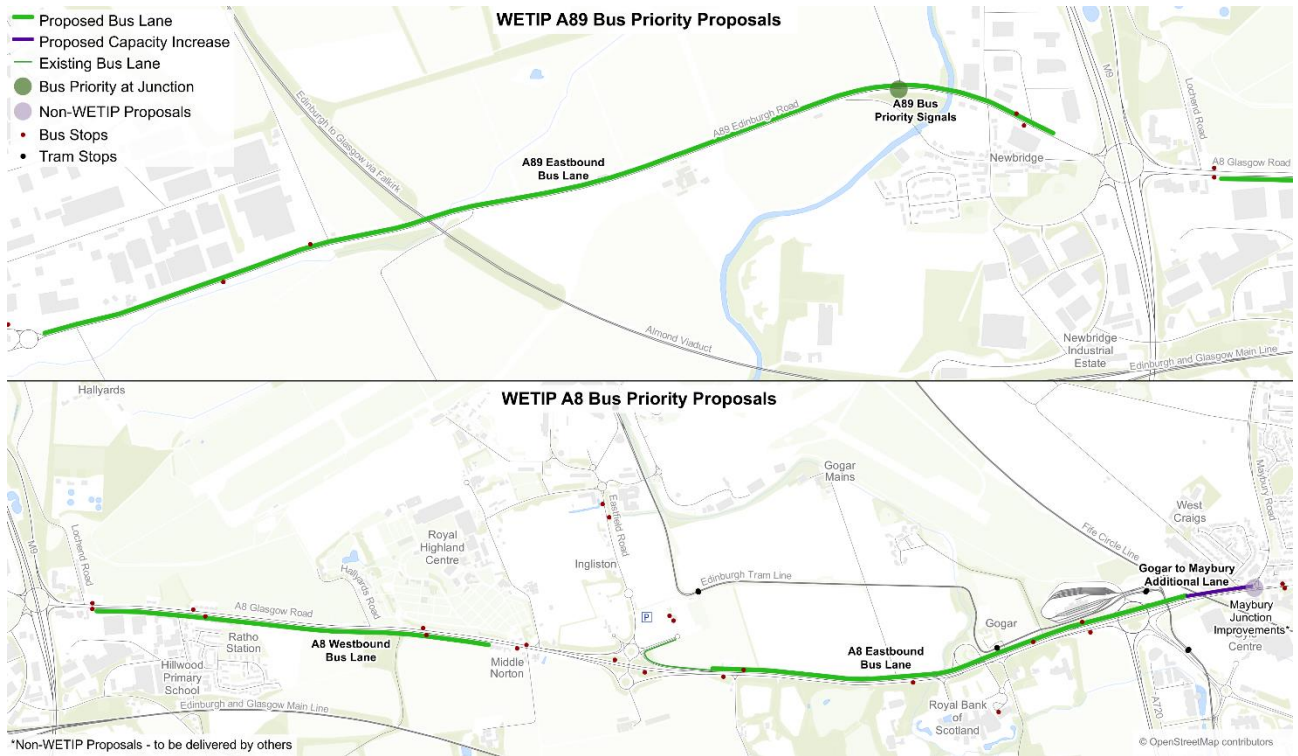 WETIP A89 Bus Priority Proposals
Proposed Bus Lane
Proposed Capacity Increase
Existing Bus Lane
Bus Priority at Junction
Non-WETIP Proposals
Bus Stops
Tram Stops
Edinburgh to Glasgow via Falkirk
A89 Eastbound
Bus Lane
A89 Edinburgh Road
A89 Bus
Priority Signals
M9
Lochend Road
Newbridge
A8 Glasgow Road
Almond Viaduct
Newbridge
Industrial
Estate
Edinburgh and Glasgow Main Line
WETIP A8 Bus Priority Proposals
Hallyards
M9
Lochend Road
A8 Glasgow Road
Ratho
Station
Hillwood
Primary
School
Edinburgh and Glasgow Main Line
A8 Westbound
Bus Lane
Hallyards Road
Royal
Highland
Centre
Middle
Norton
Ingliston
Eastfield Road
P
Edinburgh Tram Line
Gogar
Mains
A8 Eastbound
Bus Lane
Gogar
Royal Bank
of
Scotland
Fife Circle Line
West
Craigs
Maybury Road
Gogar to Maybury
Additional Lane
Maybury
Junction
Improvements*
Centre
A720
*Non-WETIP Proposals - to be delivered by others
© OpenStreetMap contributors